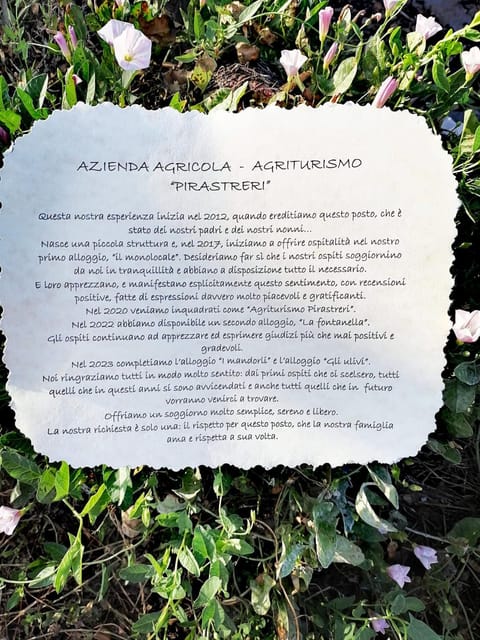 AZIENDA AGRICOLA - AGRITURISMO
"PIRASTRERI"
Questa nostra esperienza inizia nel 2012, quando ereditiamo questo posto, che è
stato dei nostri padri e dei nostri nonni...
Nasce una piccola struttura e, nel 2017, iniziamo a offrire ospitalità nel nostro
primo alloggio, "il monolocale". Desideriamo far sì che i nostri ospiti soggiornino
da noi in tranquillità e abbiano a disposizione tutto il necessario.
E loro apprezzano, e manifestano esplicitamente questo sentimento, con recensioni
positive, fatte di espressioni davvero molto piacevoli e gratificanti.
Nel 2020 veniamo inquadrati come "Agriturismo Pirastreri".
Nel 2022 abbiamo disponibile un secondo alloggio, "La fontanella".
Gli ospiti continuano ad apprezzare ed esprimere giudizi più che mai positivi e
gradevoli.
Nel 2023 completiamo l'alloggio "I mandorli" e l'alloggio "Gli ulivi".
Noi ringraziamo tutti in modo molto sentito: dai primi ospiti che ci scelsero, tutti
quelli che in questi anni si sono avvicendati e anche tutti quelli che in futuro
vorranno venirci a trovare.
Offriamo un soggiorno molto semplice, sereno e libero.
La nostra richiesta è solo una: il rispetto per questo posto, che la nostra famiglia
ama e rispetta a sua volta.